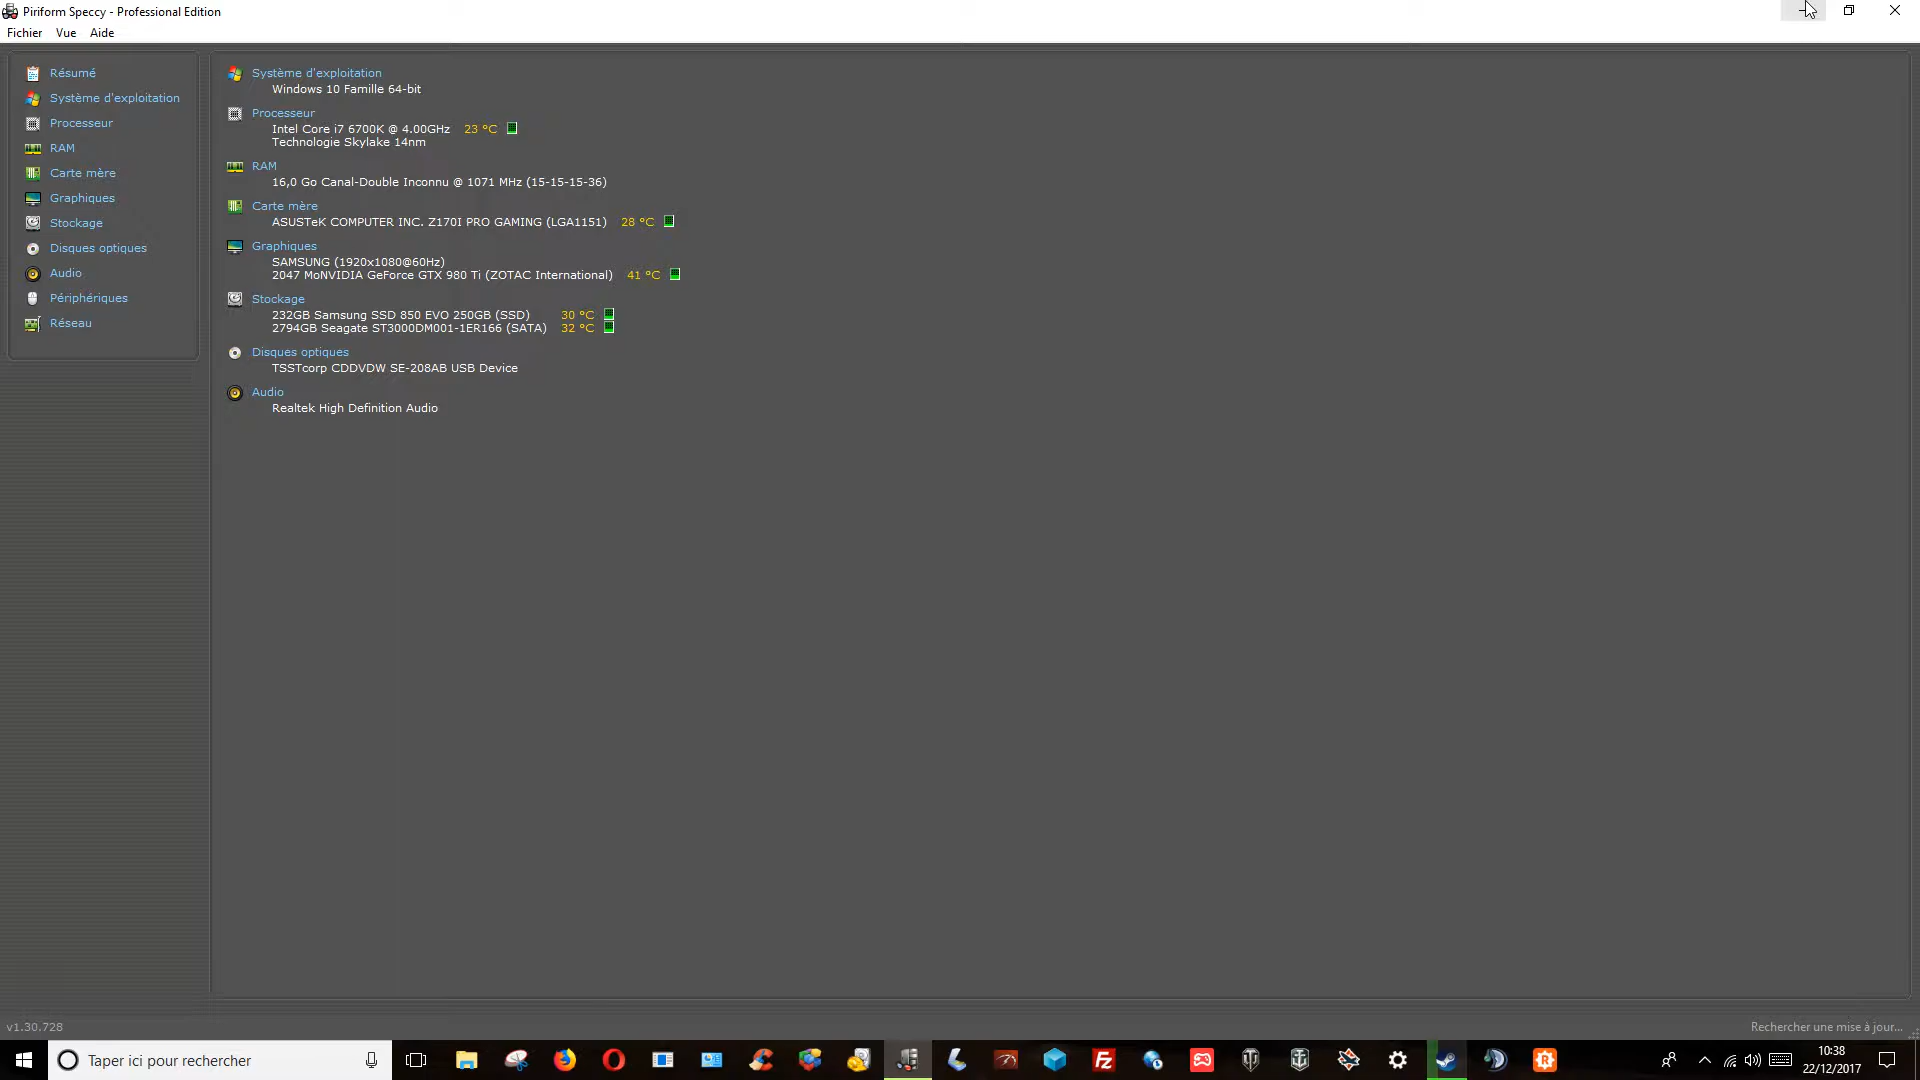 Piriform Speccy - Professional Edition
Fichier Vue Aide
Résumé
Système d'exploitation
Processeur
RAM
Carte mère
Graphiques
Stockage
Disques optiques
Audio
Périphériques
Réseau
Système d'exploitation
Windows 10 Famille 64-bit
Processeur
Intel Core i7 6700K @ 4.00GHz 23 °C
Technologie Skylake 14nm
RAM
16,0 Go Canal-Double Inconnu @ 1071 MHz (15-15-15-36)
Carte mère
ASUSTeK COMPUTER INC. Z170I PRO GAMING (LGA1151) 28 °C
Graphiques
SAMSUNG (1920x1080@60Hz)
2047 MoNVIDIA GeForce GTX 980 Ti (ZOTAC International) 41 °C
Stockage
232GB Samsung SSD 850 EVO 250GB (SSD) 30 °C
2794GB Seagate ST3000DM001-1ER166 (SATA) 32 °C
Disques optiques
TSSTcorp CDDVDW SE-208AB USB Device
Audio
Realtek High Definition Audio
v1.30.728
Rechercher une mise à jour...
Taper ici pour rechercher
10:38
22/12/2017